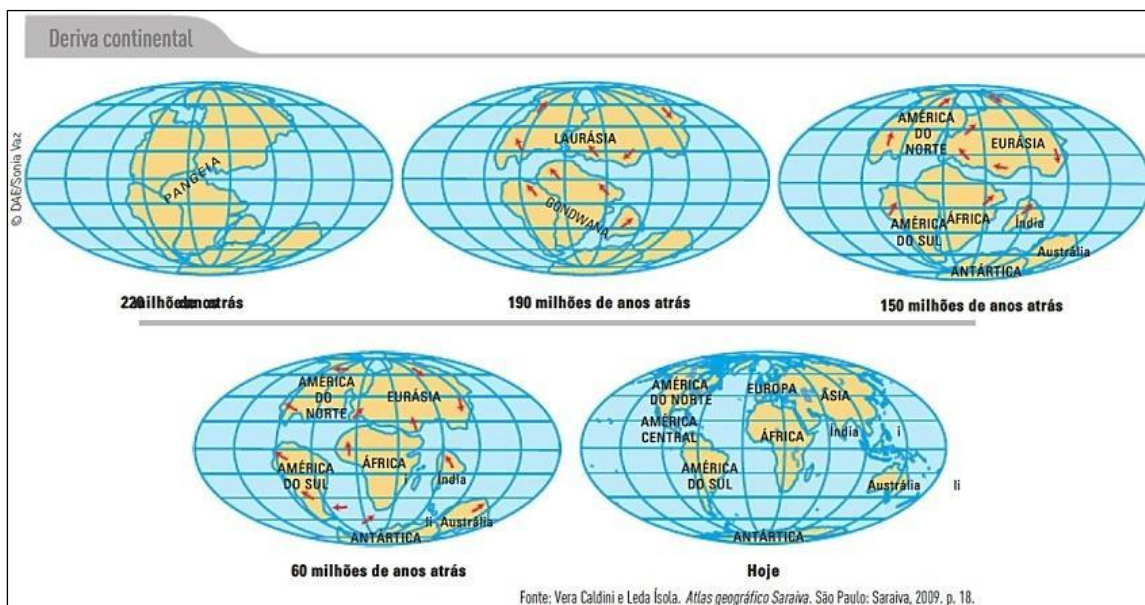 Deriva continental
© DAE/Sonia Vaz
PANGEIA
LAURÁSIA
GONDWANA
AMÉRICA
DO
NORTE
EURÁSIA
AMÉRICA
DO SUL
ÁFRICA
Índia
Austrália
ANTÁRTICA
190 milhões de anos atrás
150 milhões de anos atrás
AMÉRICA
DO
NORTE
EURÁSIA
AMÉRICA
DO SUL
ÁFRICA
i
Índia
li
Austrália
ANTÁRTICA
60 milhões de anos atrás
AMÉRICA
DO NORTE
EUROPA
ÁSIA
AMÉRICA
CENTRAL
ÁFRICA
Índia
i
AMÉRICA
DO SUL
Austrália
li
ANTÁRTICA
Hoje
Fonte: Vera Caldini e Leda Ísola. Atlas geográfico Saraiva. São Paulo: Saraiva, 2009. p. 18.